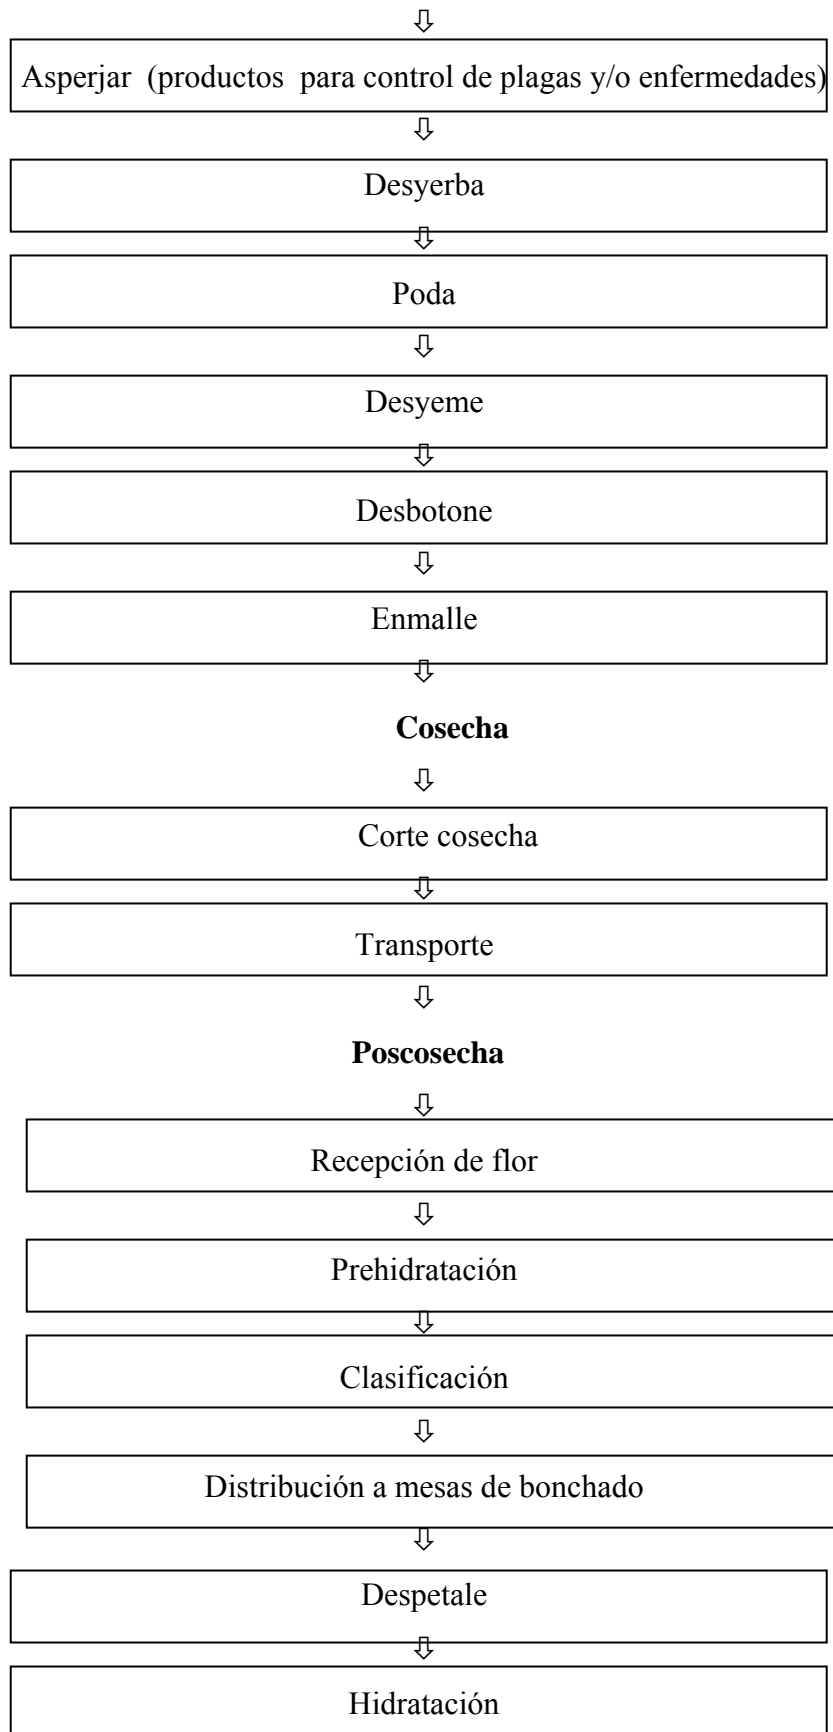 Asperjar (productos para control de plagas y/o enfermedades)
Desyerba
Poda
Desyeme
Desbotone
Enmalle
Cosecha
Corte cosecha
Transporte
Poscosecha
Recepción de flor
Prehidratación
Clasificación
Distribución a mesas de bonchado
Despetale
Hidratación